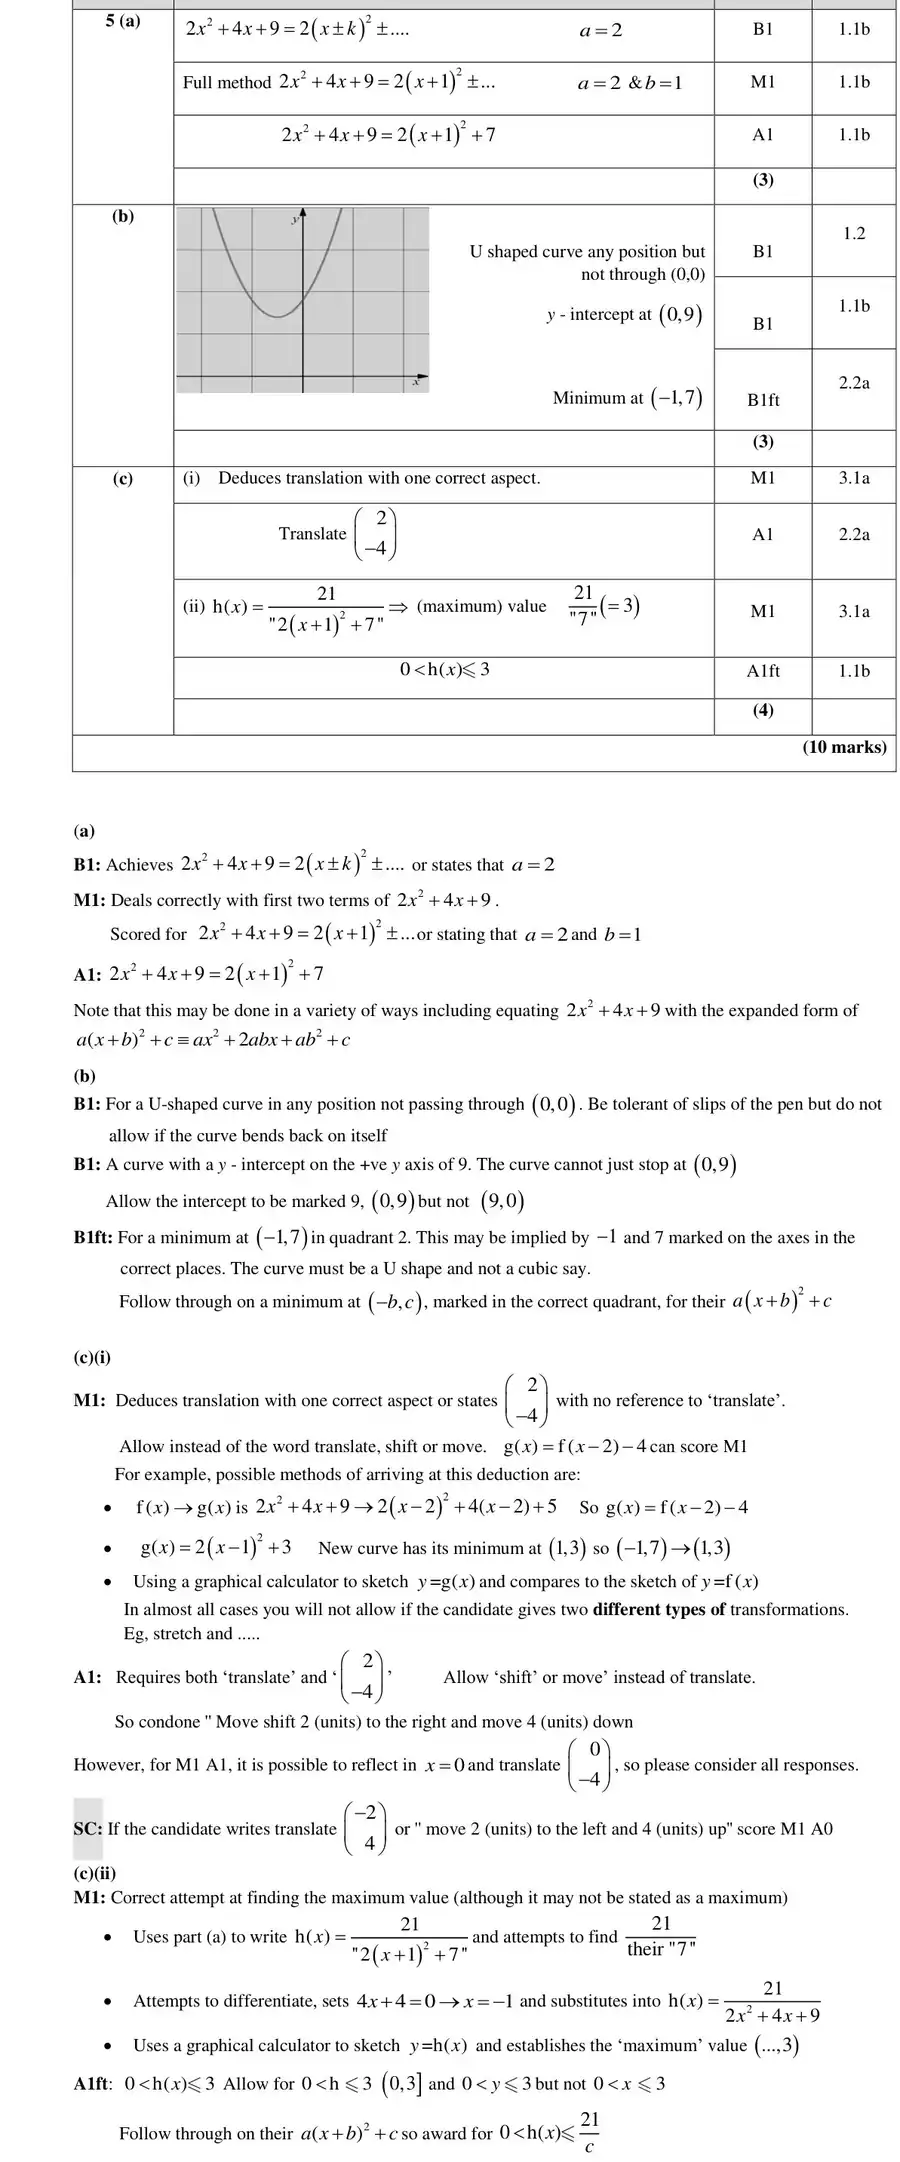 5 (a) 2x² + 4x + 9 = 2(x ± k)² ± .... a = 2 B1 1.1b
Full method 2x² + 4x + 9 = 2(x + 1)² ± ... a = 2 & b = 1 M1 1.1b
2x² + 4x + 9 = 2(x + 1)² + 7 A1 1.1b
(3)
(b) y x
U shaped curve any position but
not through (0,0) B1 1.2
y - intercept at (0,9) B1 1.1b
Minimum at (−1,7) B1ft 2.2a
(3)
(c) (i) Deduces translation with one correct aspect. M1 3.1a
Translate (2 −4) A1 2.2a
(ii) h(x) = 21/"2(x + 1)² + 7" ⇒ (maximum) value 21/"7" (= 3) M1 3.1a
0 < h(x) ⩽ 3 A1ft 1.1b
(4)
(10 marks)
(a)
B1: Achieves 2x² + 4x + 9 = 2(x ± k)² ± .... or states that a = 2
M1: Deals correctly with first two terms of 2x² + 4x + 9 .
Scored for 2x² + 4x + 9 = 2(x + 1)² ± ...or stating that a = 2 and b = 1
A1: 2x² + 4x + 9 = 2(x + 1)² + 7
Note that this may be done in a variety of ways including equating 2x² + 4x + 9 with the expanded form of
a(x + b)² + c ≡ ax² + 2abx + ab² + c
(b)
B1: For a U-shaped curve in any position not passing through (0,0). Be tolerant of slips of the pen but do not
allow if the curve bends back on itself
B1: A curve with a y - intercept on the +ve y axis of 9. The curve cannot just stop at (0,9)
Allow the intercept to be marked 9, (0,9) but not (9,0)
B1ft: For a minimum at (−1,7) in quadrant 2. This may be implied by −1 and 7 marked on the axes in the
correct places. The curve must be a U shape and not a cubic say.
Follow through on a minimum at (−b,c), marked in the correct quadrant, for their a(x + b)² + c
(c)(i)
M1: Deduces translation with one correct aspect or states (2 −4) with no reference to ‘translate’.
Allow instead of the word translate, shift or move. g(x) = f(x − 2) − 4 can score M1
For example, possible methods of arriving at this deduction are:
• f(x) → g(x) is 2x² + 4x + 9 → 2(x − 2)² + 4(x − 2) + 5 So g(x) = f(x − 2) − 4
• g(x) = 2(x − 1)² + 3 New curve has its minimum at (1,3) so (−1,7) → (1,3)
• Using a graphical calculator to sketch y = g(x) and compares to the sketch of y = f(x)
In almost all cases you will not allow if the candidate gives two different types of transformations.
Eg, stretch and .....
A1: Requires both ‘translate’ and ‘(2 −4)’ Allow ‘shift’ or move’ instead of translate.
So condone " Move shift 2 (units) to the right and move 4 (units) down
However, for M1 A1, it is possible to reflect in x = 0 and translate (0 −4), so please consider all responses.
SC: If the candidate writes translate (−2 4) or " move 2 (units) to the left and 4 (units) up" score M1 A0
(c)(ii)
M1: Correct attempt at finding the maximum value (although it may not be stated as a maximum)
• Uses part (a) to write h(x) = 21/"2(x + 1)² + 7" and attempts to find 21/their "7"
• Attempts to differentiate, sets 4x + 4 = 0 → x = −1 and substitutes into h(x) = 21/2x² + 4x + 9
• Uses a graphical calculator to sketch y = h(x) and establishes the ‘maximum’ value (...,3)
A1ft: 0 < h(x) ⩽ 3 Allow for 0 < h ⩽ 3 (0,3] and 0 < y ⩽ 3 but not 0 < x ⩽ 3
Follow through on their a(x + b)² + c so award for 0 < h(x) ⩽ 21/c